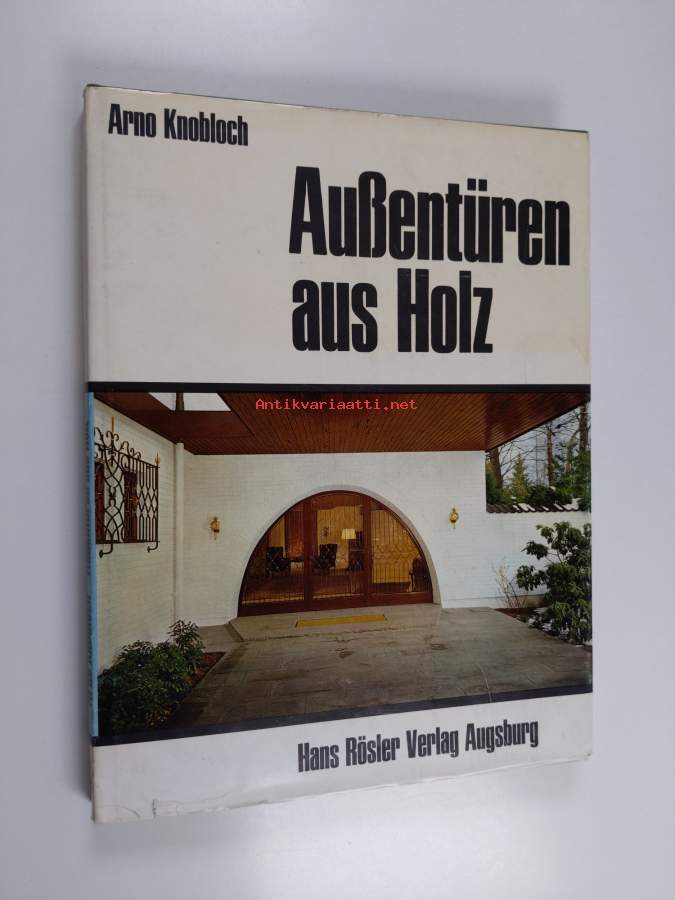 Arno Knobloch
Außentüren
aus Holz
Antikvariaatti.net
Hans Rösler Verlag Augsburg